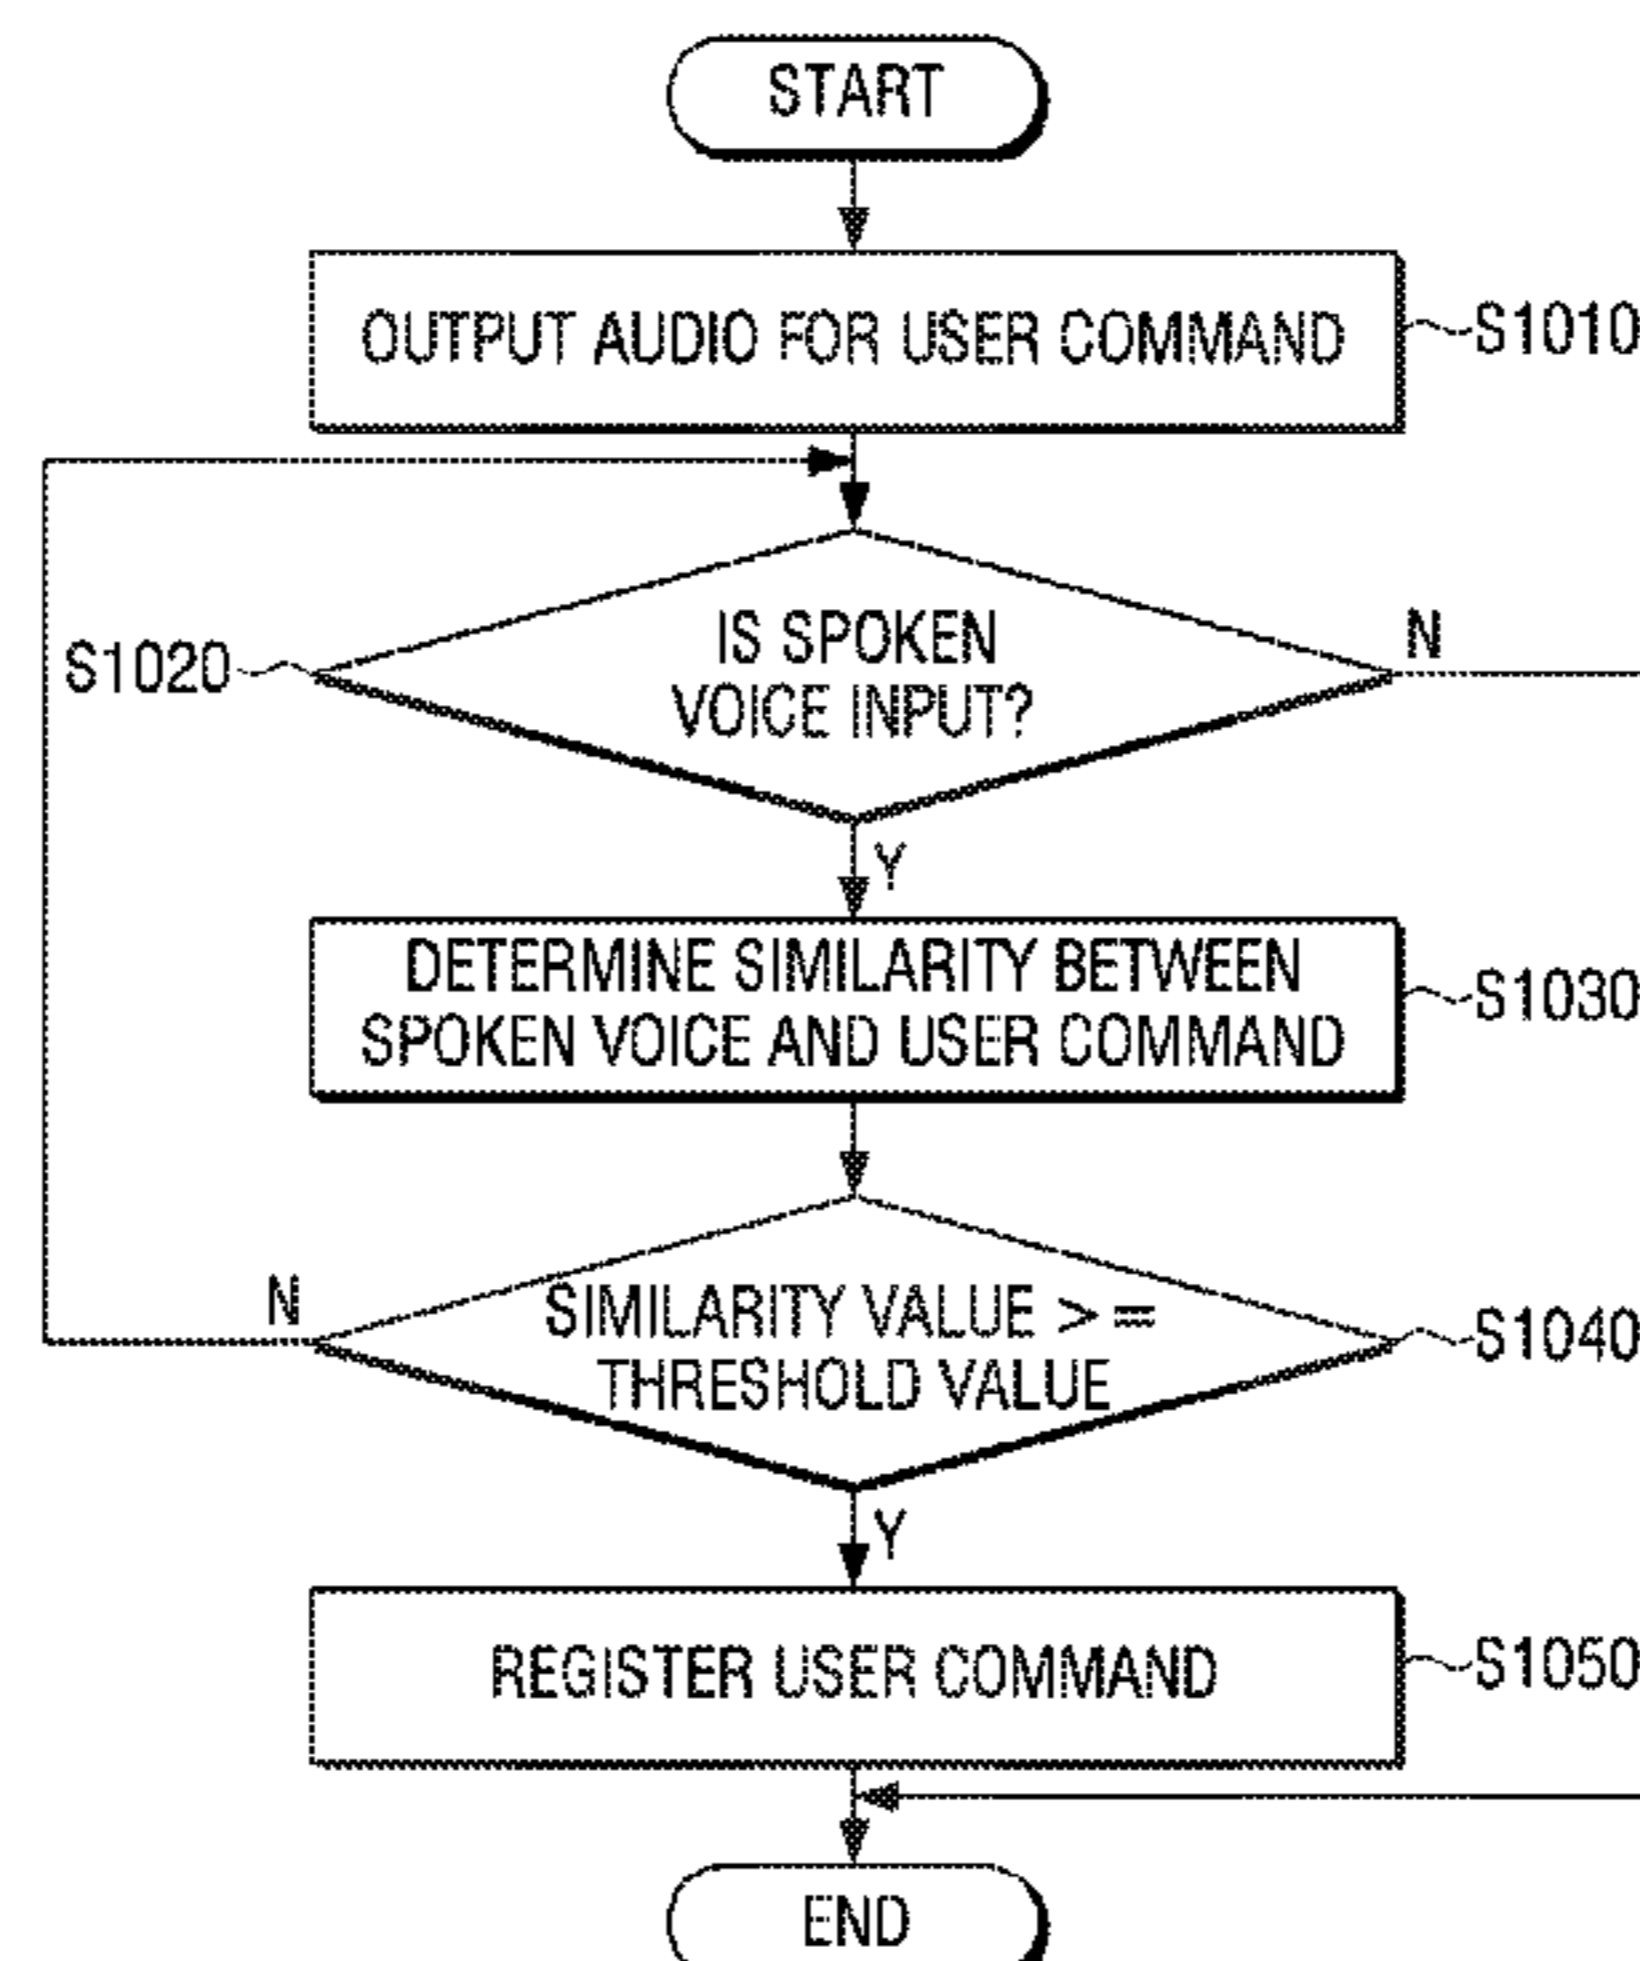 START
OUTPUT AUDIO FOR USER COMMAND
S1010
IS SPOKEN
VOICE INPUT?
S1020
N
Y
DETERMINE SIMILARITY BETWEEN
SPOKEN VOICE AND USER COMMAND
S1030
SIMILARITY VALUE > =
THRESHOLD VALUE
N
S1040
Y
REGISTER USER COMMAND
S1050
END